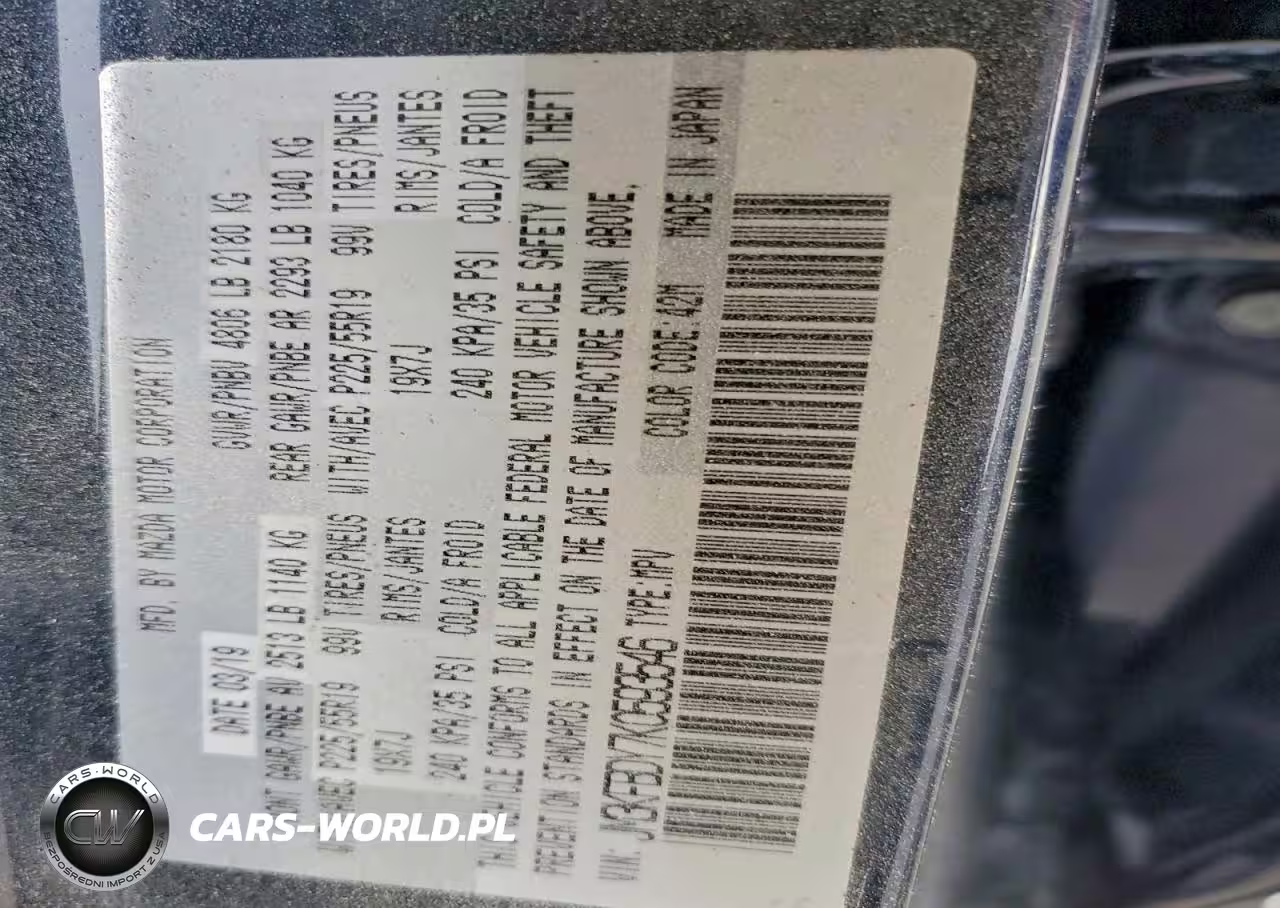 MFD. BY MAZDA MOTOR CORPORATION
DATE 03/19 GVWR/PNBV 4806 LB 2180 KG
FRONT GAWR/PNBE AV 2513 LB 1140 KG REAR GAWR/PNBE AR 2293 LB 1040 KG
WITH/AVEC P225/55R19 99V TIRES/PNEUS WITH/AVEC P225/55R19 99V TIRES/PNEUS
19X7J RIMS/JANTES 19X7J RIMS/JANTES
240 KPA/35 PSI COLD/A FROID 240 KPA/35 PSI COLD/A FROID
THIS VEHICLE CONFORMS TO ALL APPLICABLE FEDERAL MOTOR VEHICLE SAFETY AND THEFT
PREVENTION STANDARDS IN EFFECT ON THE DATE OF MANUFACTURE SHOWN ABOVE,
VIN: TYPE:MPV COLOR CODE:42M MADE IN JAPAN
CARS-WORLD
CW
BEZPOŚREDNI IMPORT Z USA
CARS-WORLD.PL